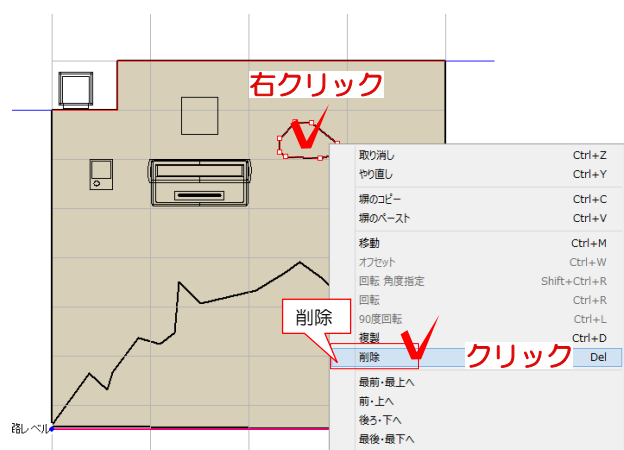 右クリック
取り消し Ctrl+Z
やり直し Ctrl+Y
塀のコピー Ctrl+C
塀のペースト Ctrl+V
移動 Ctrl+M
オフセット Ctrl+W
回転 角度指定 Shift+Ctrl+R
回転 Ctrl+R
90度回転 Ctrl+L
複製 Ctrl+D
削除
削除 Del
クリック
最前・最上へ
前・上へ
後ろ・下へ
最後・最下へ
路レベル